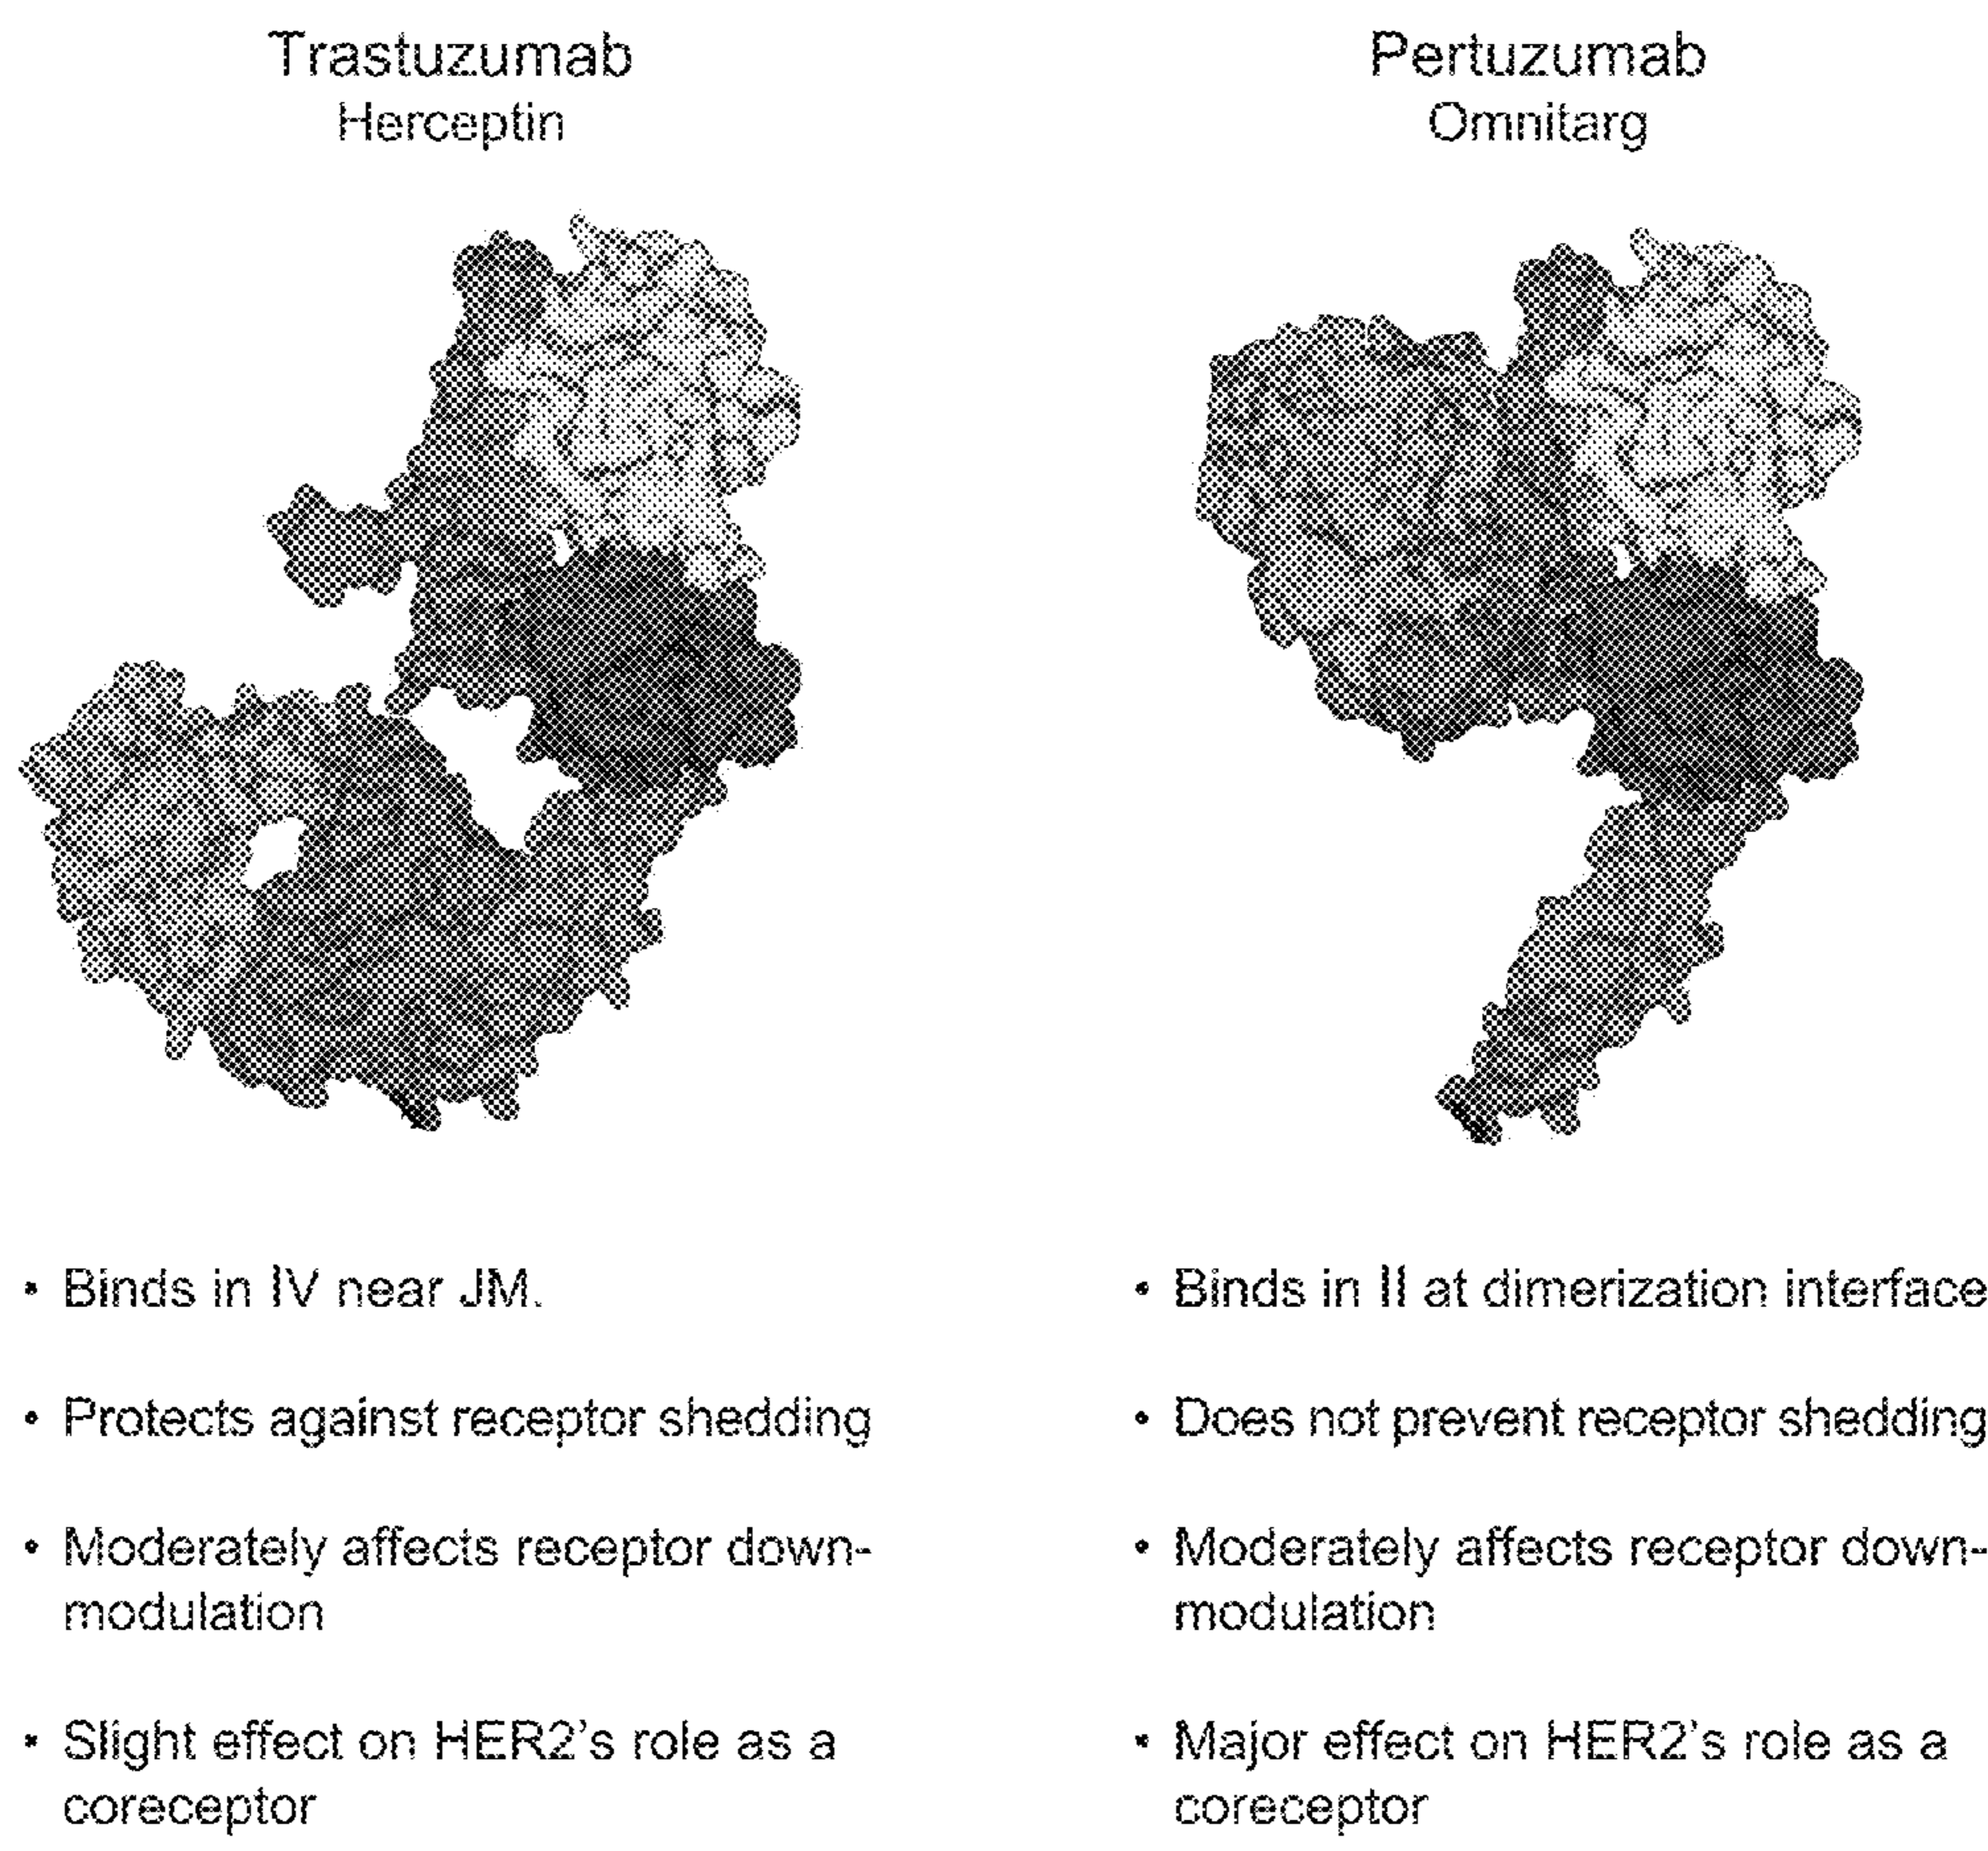 Trastuzumab
Herceptin
• Binds in IV near JM.
• Protects against receptor shedding
• Moderately affects receptor down-
modulation
• Slight effect on HER2's role as a
coreceptor
Pertuzumab
Omnitarg
• Binds in II at dimerization interface
• Does not prevent receptor shedding
• Moderately affects receptor down-
modulation
• Major effect on HER2's role as a
coreceptor